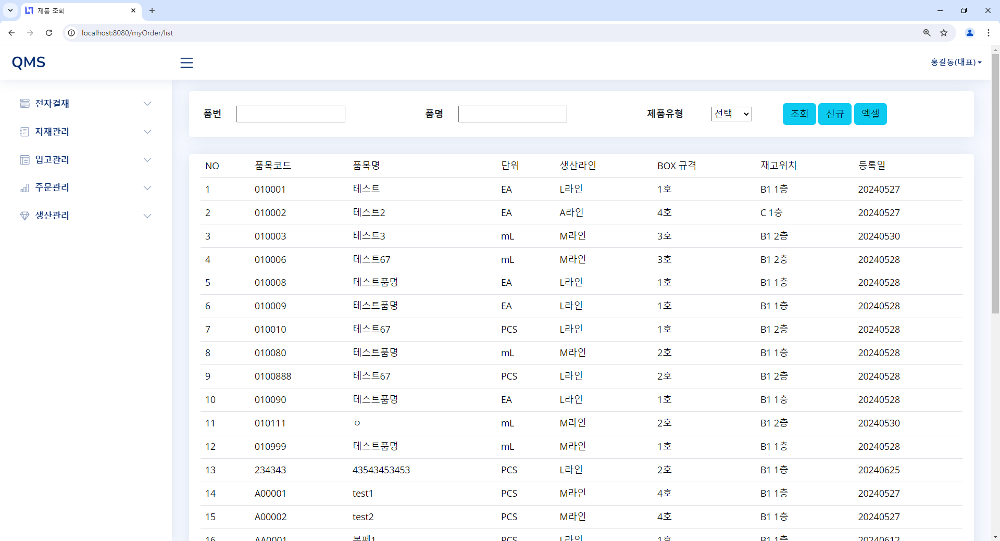 제품 조회
localhost:8080/myOrder/list
QMS
홍길동(대표)
전자결재
자재관리
입고관리
주문관리
생산관리
품번 품명 제품유형 선택 조회 신규 엑셀
NO 품목코드 품목명 단위 생산라인 BOX 규격 재고위치 등록일
1 010001 테스트 EA L라인 1호 B1 1층 20240527
2 010002 테스트2 EA A라인 4호 C 1층 20240527
3 010003 테스트3 mL M라인 3호 B1 2층 20240530
4 010006 테스트67 mL M라인 3호 B1 2층 20240528
5 010008 테스트품명 EA L라인 1호 B1 1층 20240528
6 010009 테스트품명 EA L라인 1호 B1 1층 20240528
7 010010 테스트67 PCS L라인 1호 B1 2층 20240528
8 010080 테스트품명 mL M라인 2호 B1 1층 20240528
9 0100888 테스트67 PCS L라인 2호 B1 2층 20240528
10 010090 테스트품명 EA L라인 1호 B1 1층 20240528
11 010111 ㅇ mL M라인 2호 B1 2층 20240530
12 010999 테스트품명 mL M라인 1호 B1 1층 20240528
13 234343 43543453453 PCS L라인 2호 B1 1층 20240625
14 A00001 test1 PCS M라인 4호 B1 1층 20240527
15 A00002 test2 PCS M라인 4호 B1 1층 20240527
16 AA0001 PCS L라인 1호 B1 1층 20240612